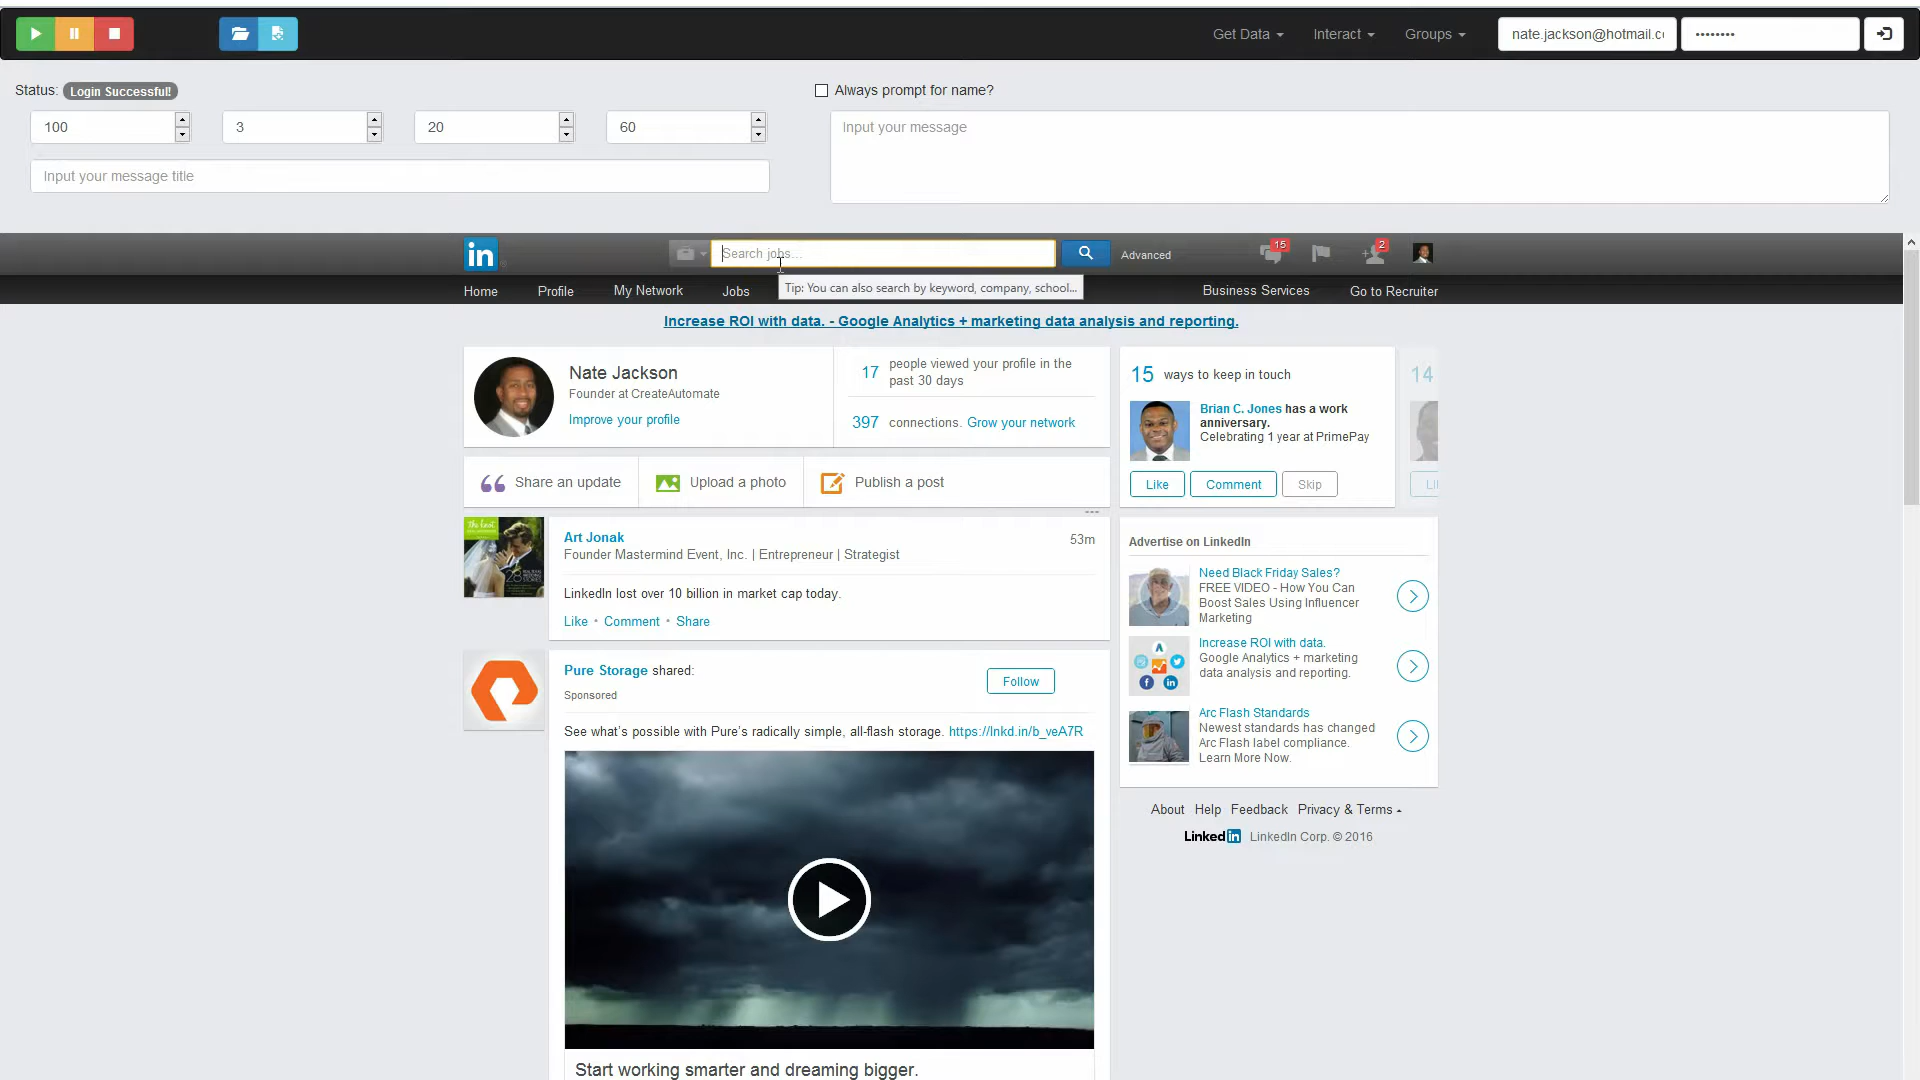 Get Data
Interact
Groups
nate.jackson@hotmail.c
••••••••
Status: Login Successful!
Always prompt for name?
100
3
20
60
Input your message
Input your message title
in
Search jobs...
Advanced
15
2
Tip: You can also search by keyword, company, school...
Home
Profile
My Network
Jobs
Business Services
Go to Recruiter
Increase ROI with data. - Google Analytics + marketing data analysis and reporting.
Nate Jackson
Founder at CreateAutomate
Improve your profile
17 people viewed your profile in the
past 30 days
397 connections. Grow your network
15 ways to keep in touch
14
Brian C. Jones has a work
anniversary.
Celebrating 1 year at PrimePay
Like
Comment
Skip
Share an update
Upload a photo
Publish a post
Art Jonak
53m
Founder Mastermind Event, Inc. | Entrepreneur | Strategist
LinkedIn lost over 10 billion in market cap today.
Like • Comment • Share
Pure Storage shared:
Sponsored
Follow
See what's possible with Pure's radically simple, all-flash storage. https://lnkd.in/b_veA7R
Start working smarter and dreaming bigger.
Advertise on LinkedIn
Need Black Friday Sales?
FREE VIDEO - How You Can
Boost Sales Using Influencer
Marketing
Increase ROI with data.
Google Analytics + marketing
data analysis and reporting.
Arc Flash Standards
Newest standards has changed
Arc Flash label compliance.
Learn More Now.
About Help Feedback Privacy & Terms
Linkedin LinkedIn Corp. © 2016